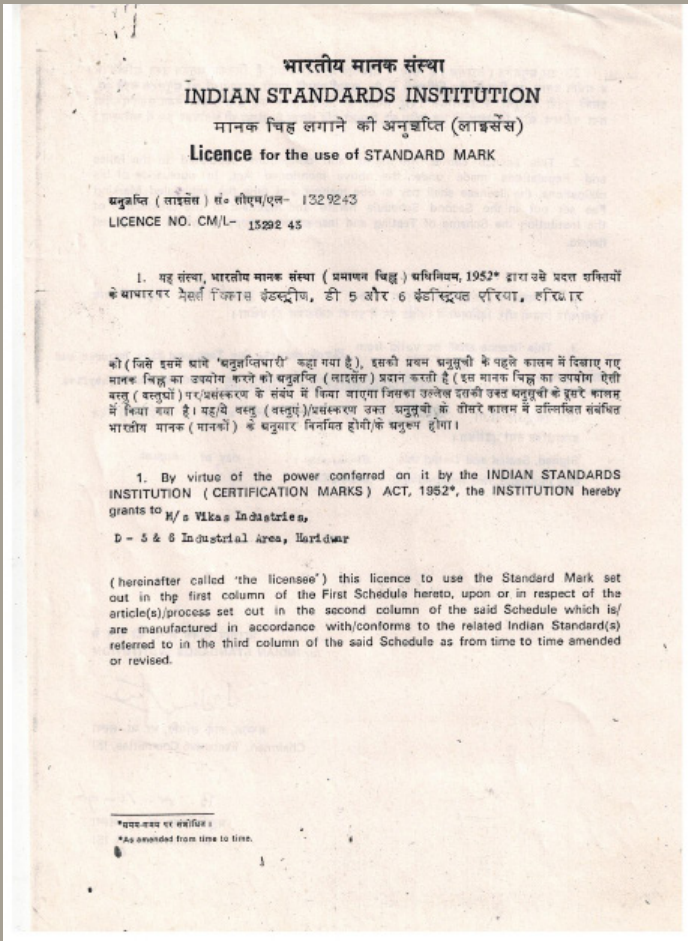 भारतीय मानक संस्था
INDIAN STANDARDS INSTITUTION
मानक चिह्न लगाने की अनुज्ञप्ति (लाइसेंस)
Licence for the use of STANDARD MARK
अनुज्ञप्ति ( लाइसेंस ) सं० सीएम/एल- 1329243
LICENCE NO. CM/L- 13292 43
1. यह संस्था, भारतीय मानक संस्था ( प्रमाणन चिह्न ) अधिनियम, 1952* द्वारा उसे प्रदत्त शक्तियों
के आधार पर मैसर्स विकास इंडस्ट्रीज, डी 5 और 6 इंडस्ट्रियल एरिया, हरिद्वार
को ( जिसे इसमें आगे 'अनुज्ञप्तिधारी' कहा गया है ), इसकी प्रथम अनुसूची के पहले कालम में दिखाए गए
मानक चिह्न का उपयोग करने की अनुज्ञप्ति ( लाइसेंस ) प्रदान करती है ( इस मानक चिह्न का उपयोग ऐसी
वस्तु ( वस्तुओं ) पर/प्रसंस्करण के संबंध में किया जाएगा जिसका उल्लेख इसकी उक्त अनुसूची के दूसरे कालम
में किया गया है । यह/ये वस्तु ( वस्तुएं )/प्रसंस्करण उक्त अनुसूची के तीसरे कालम में उल्लिखित संबंधित
भारतीय मानक ( मानकों ) के अनुसार विनिर्मित होगी/के अनुरूप होगा ।
1. By virtue of the power conferred on it by the INDIAN STANDARDS
INSTITUTION ( CERTIFICATION MARKS ) ACT, 1952*, the INSTITUTION hereby
grants to M/s Vikas Industries,
D - 5 & 6 Industrial Area, Haridwar
( hereinafter called 'the licensee' ) this licence to use the Standard Mark set
out in the first column of the First Schedule hereto, upon or in respect of the
article(s)/process set out in the second column of the said Schedule which is/
are manufactured in accordance with/conforms to the related Indian Standard(s)
referred to in the third column of the said Schedule as from time to time amended
or revised.
*समय-समय पर संशोधित ।
*As amended from time to time.